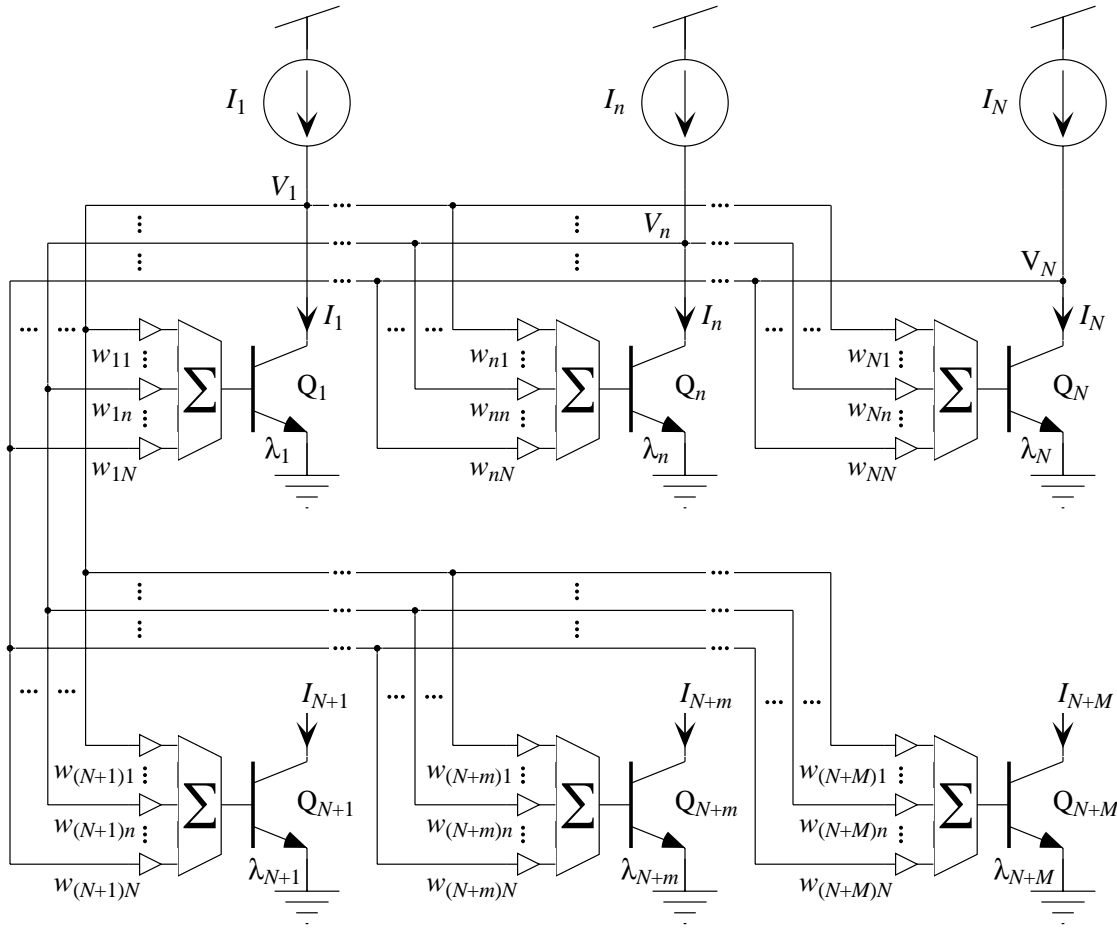 I1 In IN
V1 ... ...
Vn ... ...
VN ... ...
... ... I1 ... ... In ... ... IN
w11 wn1 wN1
Σ Q1 Σ Qn Σ QN
w1n wnn wNn
λ1 λn λN
w1N wnN wNN
... ...
... ...
... ...
... ... IN+1 ... ... IN+m ... ... IN+M
w(N+1)1 w(N+m)1 w(N+M)1
Σ QN+1 Σ QN+m Σ QN+M
w(N+1)n w(N+m)n w(N+M)n
λN+1 λN+m λN+M
w(N+1)N w(N+m)N w(N+M)N